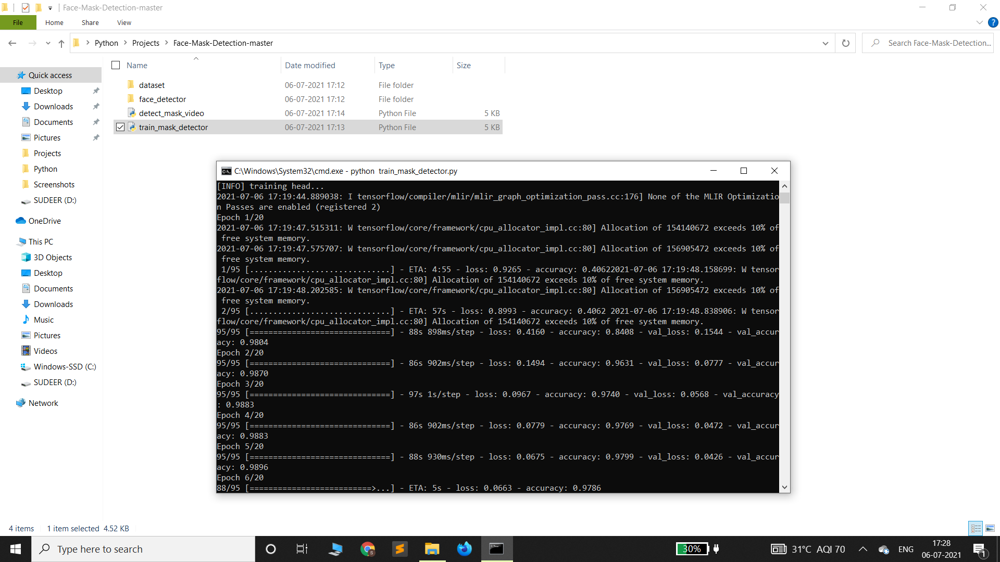 Face-Mask-Detection-master
File Home Share View
Python Projects Face-Mask-Detection-master
Search Face-Mask-Detection...
Name Date modified Type Size
dataset 06-07-2021 17:12 File folder
face_detector 06-07-2021 17:12 File folder
detect_mask_video 06-07-2021 17:14 Python File 5 KB
train_mask_detector 06-07-2021 17:13 Python File 5 KB
Quick access
Desktop
Downloads
Documents
Pictures
Projects
Python
Screenshots
SUDEER (D:)
OneDrive
This PC
3D Objects
Desktop
Documents
Downloads
Music
Pictures
Videos
Windows-SSD (C:)
SUDEER (D:)
Network
C:\Windows\System32\cmd.exe - python  train_mask_detector.py
[INFO] training head...
2021-07-06 17:19:44.889038: I tensorflow/compiler/mlir/mlir_graph_optimization_pass.cc:176] None of the MLIR Optimizatio
n Passes are enabled (registered 2)
Epoch 1/20
2021-07-06 17:19:47.515311: W tensorflow/core/framework/cpu_allocator_impl.cc:80] Allocation of 154140672 exceeds 10% of
 free system memory.
2021-07-06 17:19:47.575707: W tensorflow/core/framework/cpu_allocator_impl.cc:80] Allocation of 156905472 exceeds 10% of
 free system memory.
 1/95 [..............................] - ETA: 4:55 - loss: 0.9265 - accuracy: 0.40622021-07-06 17:19:48.158699: W tensor
flow/core/framework/cpu_allocator_impl.cc:80] Allocation of 154140672 exceeds 10% of free system memory.
2021-07-06 17:19:48.202585: W tensorflow/core/framework/cpu_allocator_impl.cc:80] Allocation of 156905472 exceeds 10% of
 free system memory.
 2/95 [..............................] - ETA: 57s - loss: 0.8993 - accuracy: 0.4062 2021-07-06 17:19:48.838906: W tensor
flow/core/framework/cpu_allocator_impl.cc:80] Allocation of 154140672 exceeds 10% of free system memory.
95/95 [==============================] - 88s 898ms/step - loss: 0.4160 - accuracy: 0.8408 - val_loss: 0.1544 - val_accur
acy: 0.9804
Epoch 2/20
95/95 [==============================] - 86s 902ms/step - loss: 0.1494 - accuracy: 0.9631 - val_loss: 0.0777 - val_accur
acy: 0.9870
Epoch 3/20
95/95 [==============================] - 97s 1s/step - loss: 0.0967 - accuracy: 0.9740 - val_loss: 0.0568 - val_accuracy
: 0.9883
Epoch 4/20
95/95 [==============================] - 86s 902ms/step - loss: 0.0779 - accuracy: 0.9769 - val_loss: 0.0472 - val_accur
acy: 0.9883
Epoch 5/20
95/95 [==============================] - 88s 930ms/step - loss: 0.0675 - accuracy: 0.9799 - val_loss: 0.0426 - val_accur
acy: 0.9896
Epoch 6/20
88/95 [==========================>...] - ETA: 5s - loss: 0.0663 - accuracy: 0.9786
4 items 1 item selected 4.52 KB
Type here to search
30%
31°C AQI 70
ENG
17:28
06-07-2021
1